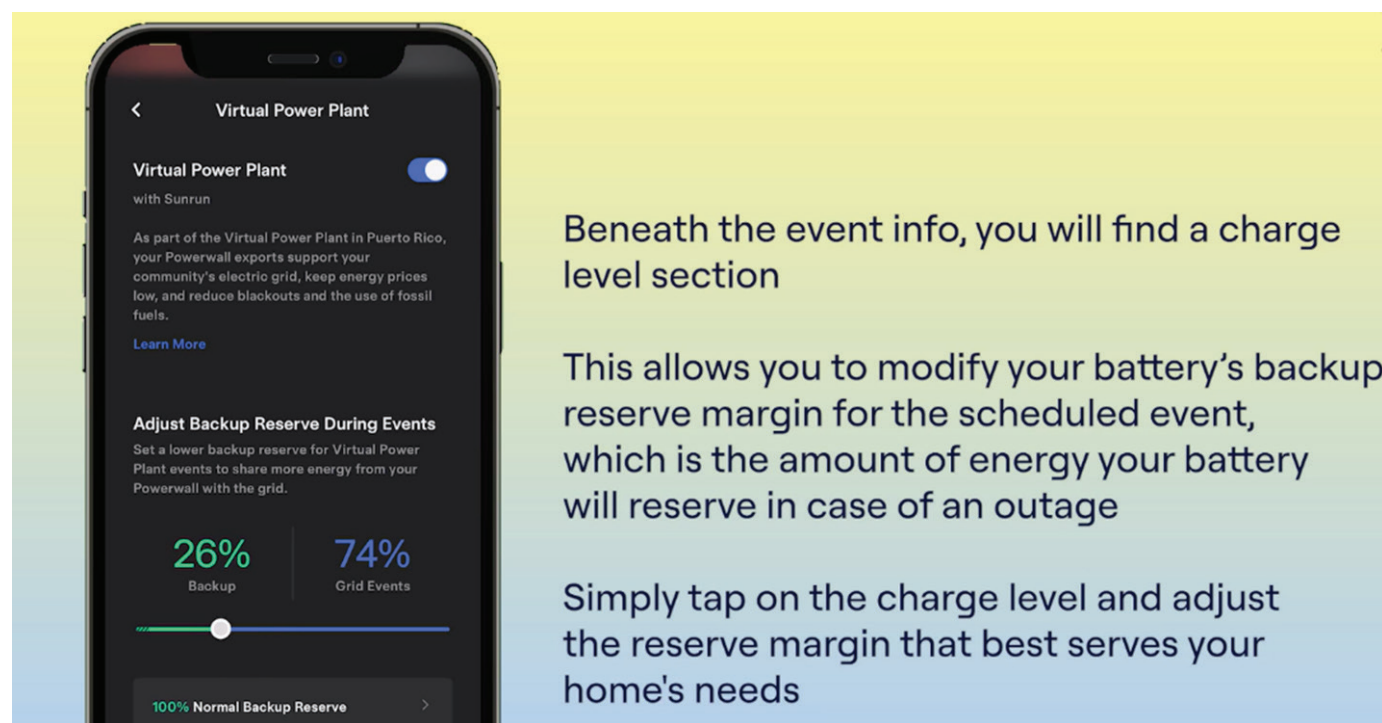 Virtual Power Plant
Virtual Power Plant
with Sunrun
As part of the Virtual Power Plant in Puerto Rico,
your Powerwall exports support your
community's electric grid, keep energy prices
low, and reduce blackouts and the use of fossil
fuels.
Learn More
Adjust Backup Reserve During Events
Set a lower backup reserve for Virtual Power
Plant events to share more energy from your
Powerwall with the grid.
26%
Backup
74%
Grid Events
100% Normal Backup Reserve
Beneath the event info, you will find a charge
level section
This allows you to modify your battery’s backup
reserve margin for the scheduled event,
which is the amount of energy your battery
will reserve in case of an outage
Simply tap on the charge level and adjust
the reserve margin that best serves your
home's needs